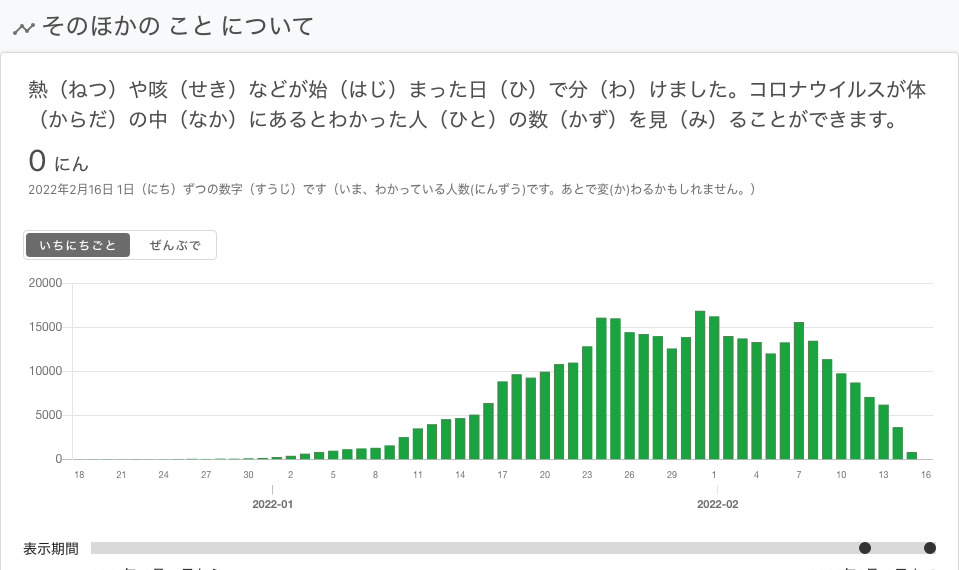 そのほかの こと について
熱（ねつ）や咳（せき）などが始（はじ）まった日（ひ）で分（わ）けました。コロナウイルスが体
（からだ）の中（なか）にあるとわかった人（ひと）の数（かず）を見（み）ることができます。
0 にん
2022年2月16日 1日（にち）ずつの数字（すうじ）です（いま、わかっている人数(にんずう)です。あとで変(か)わるかもしれません。）
いちにちごと ぜんぶで
20000
15000
10000
5000
0
18 21 24 27 30 2 5 8 11 14 17 20 23 26 29 1 4 7 10 13 16
2022-01 2022-02
表示期間